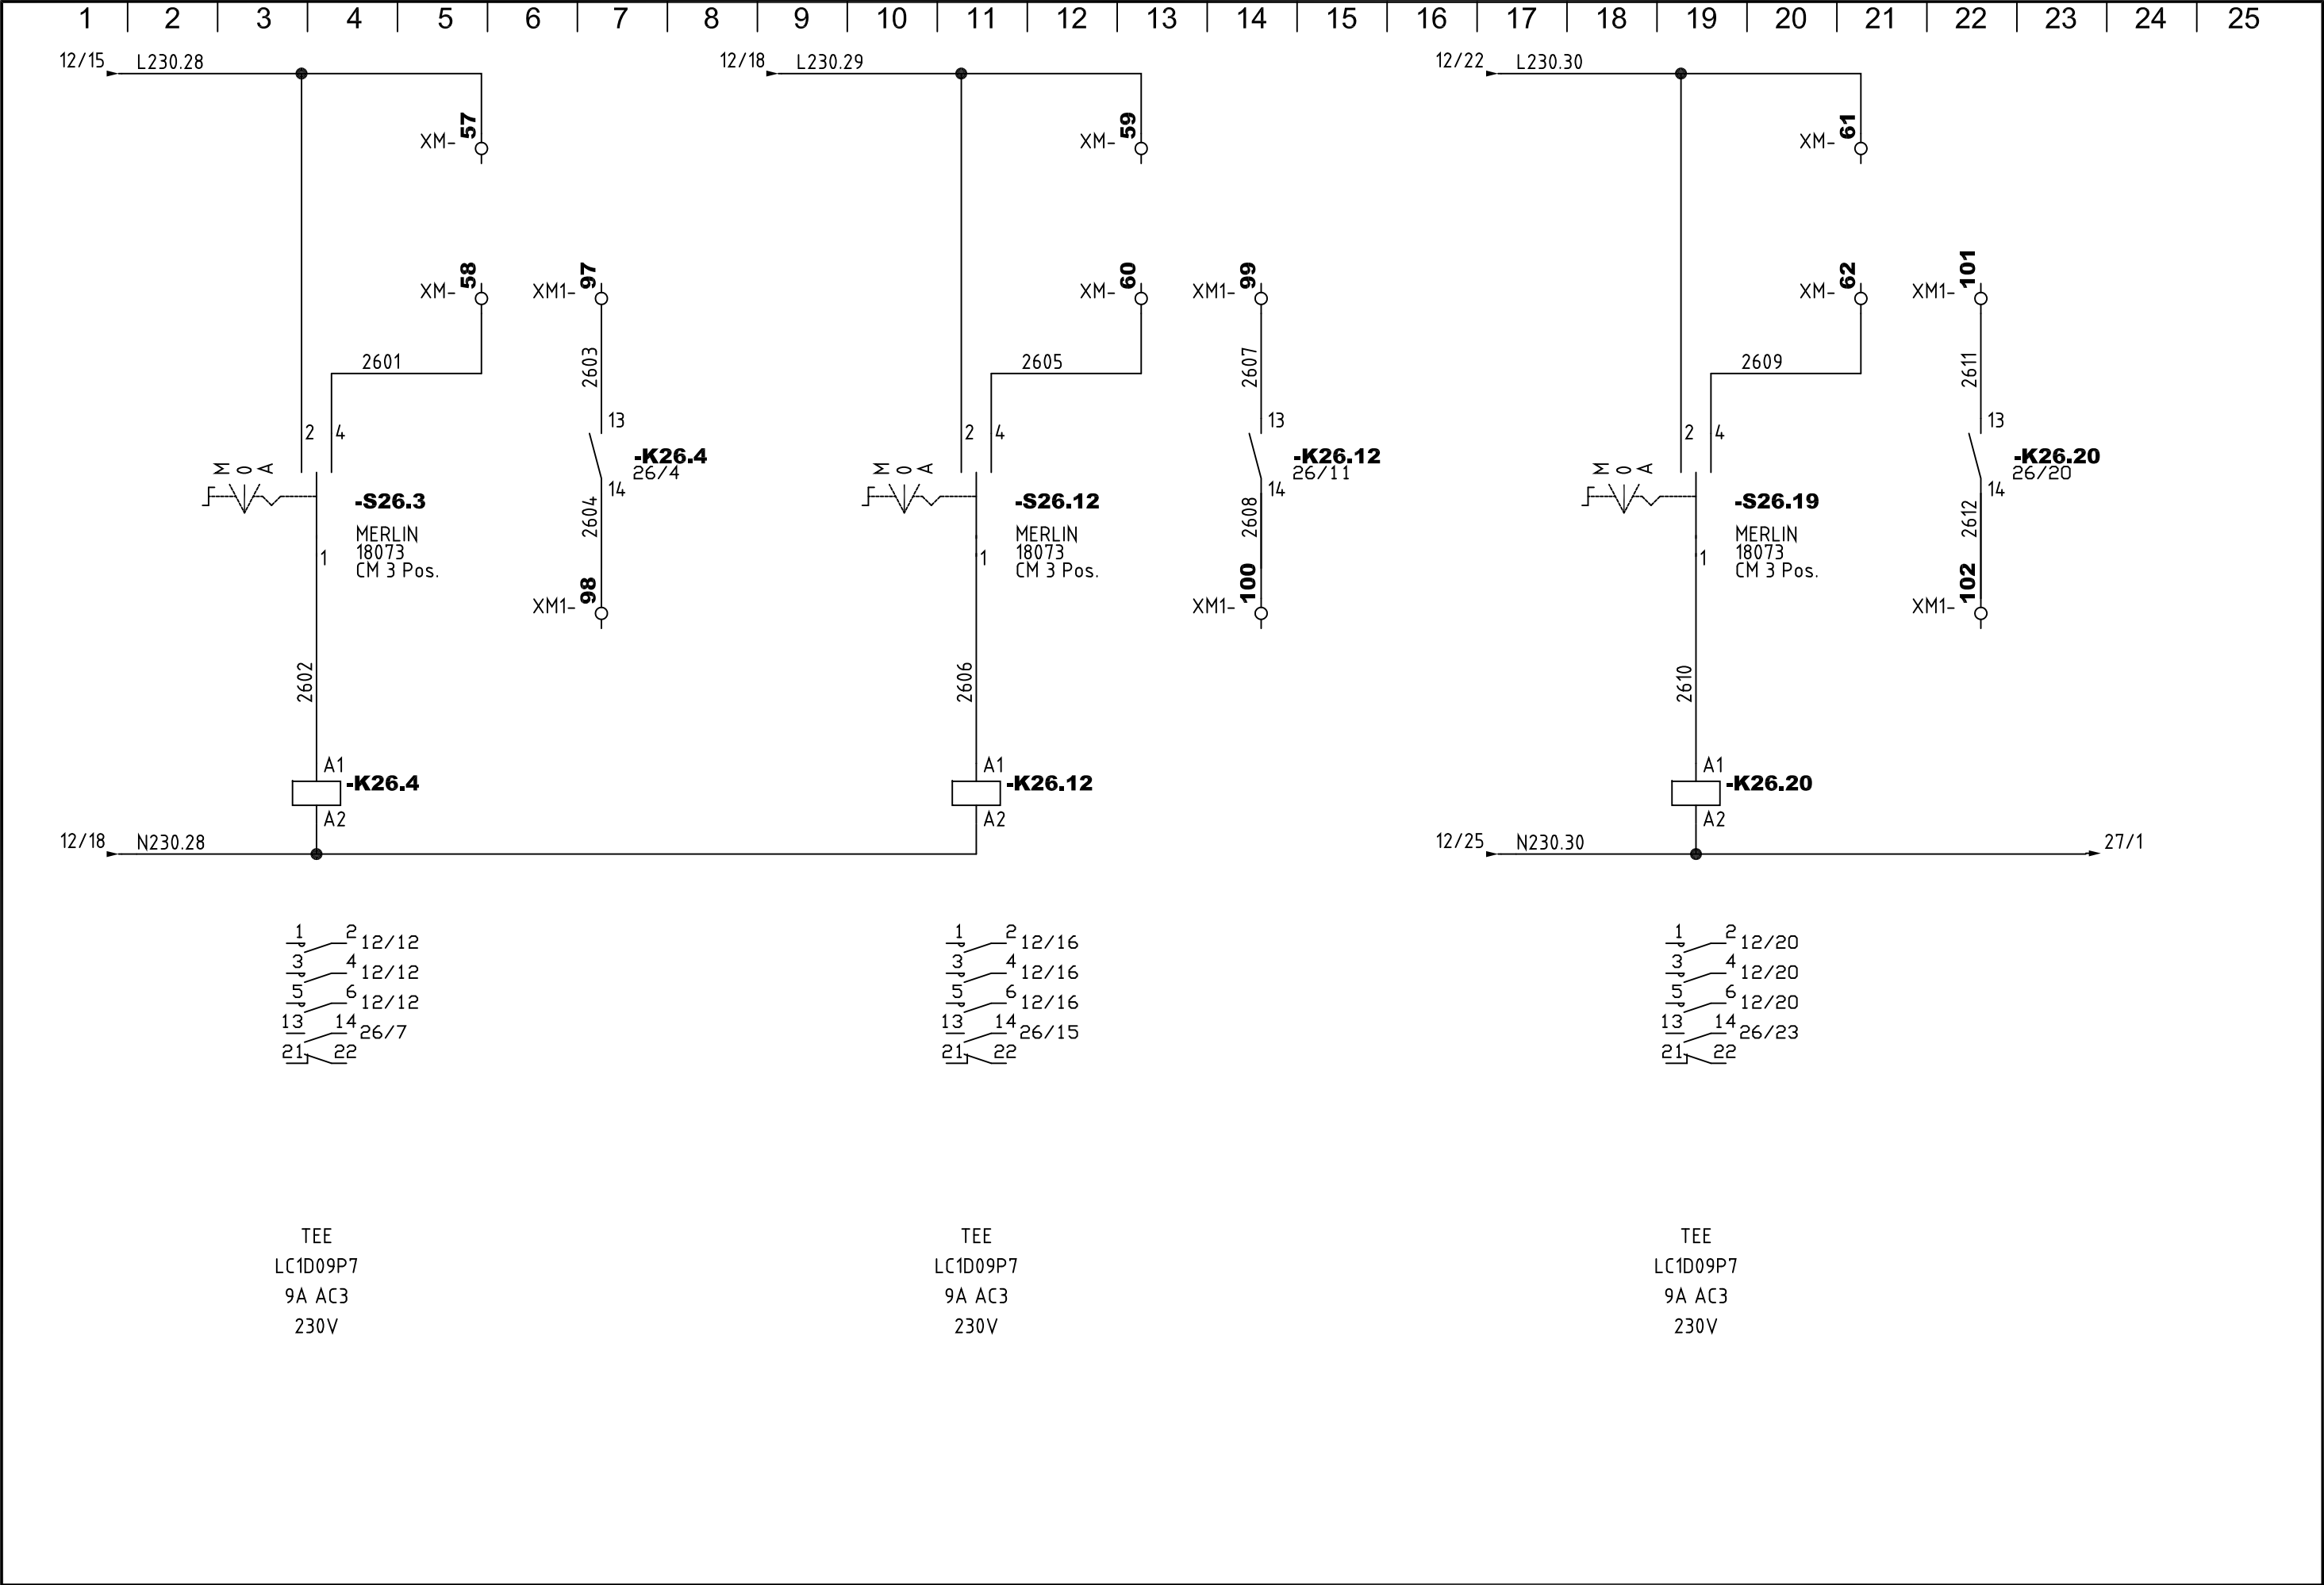 1 2 3 4 5 6 7 8 9 10 11 12 13 14 15 16 17 18 19 20 21 22 23 24 25
12/15 L230.28
12/18 L230.29
12/22 L230.30
XM- 57
XM- 59
XM- 61
XM- 58
XM1- 97
XM- 60
XM1- 99
XM- 62
XM1- 101
2601
2603
2605
2607
2609
2611
2 4
13
2 4
13
2 4
13
M 0 A
-K26.4
26/4
M 0 A
-K26.12
26/11
M 0 A
-K26.20
26/20
14
14
14
-S26.3
MERLIN
18073
CM 3 Pos.
1
2604
-S26.12
MERLIN
18073
CM 3 Pos.
1
2608
-S26.19
MERLIN
18073
CM 3 Pos.
1
2612
XM1- 98
XM1- 100
XM1- 102
2602
2606
2610
A1
-K26.4
A2
A1
-K26.12
A2
A1
-K26.20
A2
12/18 N230.28
12/25 N230.30
27/1
1 2 12/12
3 4 12/12
5 6 12/12
13 14 26/7
21 22
1 2 12/16
3 4 12/16
5 6 12/16
13 14 26/15
21 22
1 2 12/20
3 4 12/20
5 6 12/20
13 14 26/23
21 22
TEE
LC1D09P7
9A AC3
230V
TEE
LC1D09P7
9A AC3
230V
TEE
LC1D09P7
9A AC3
230V